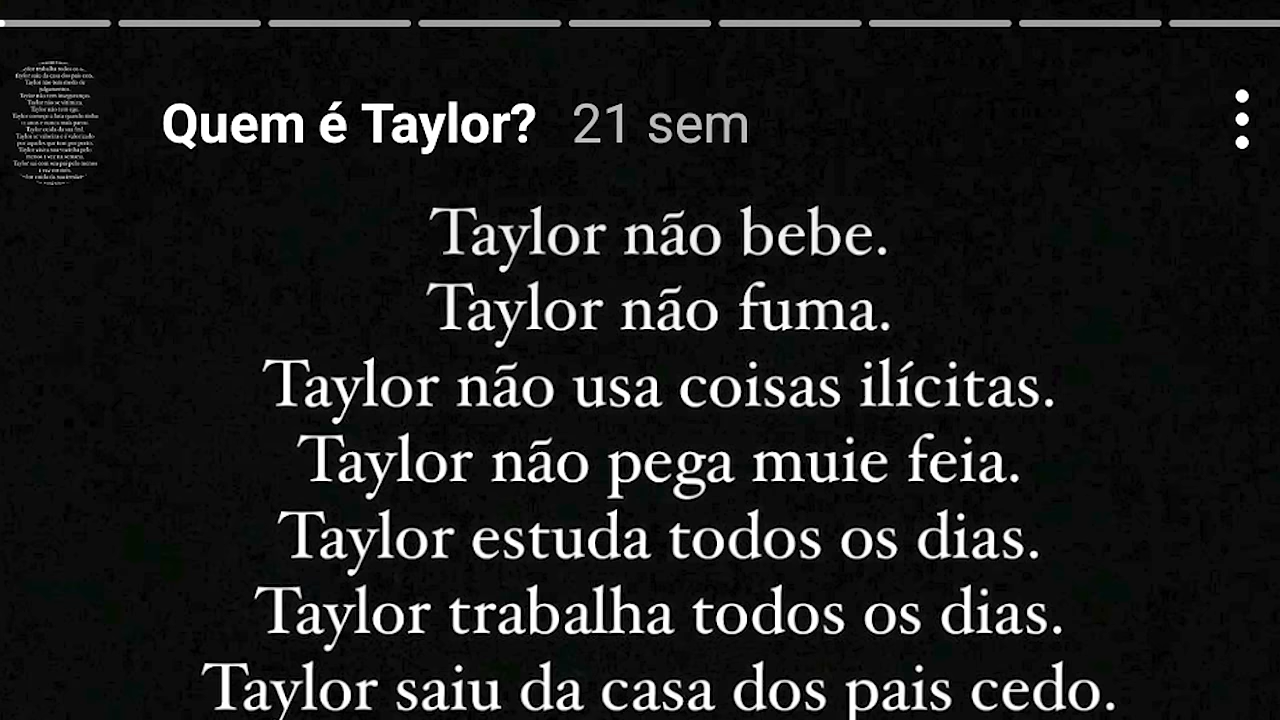 Quem é Taylor? 21 sem
Taylor não bebe.
Taylor não fuma.
Taylor não usa coisas ilícitas.
Taylor não pega muie feia.
Taylor estuda todos os dias.
Taylor trabalha todos os dias.
Taylor saiu da casa dos pais cedo.